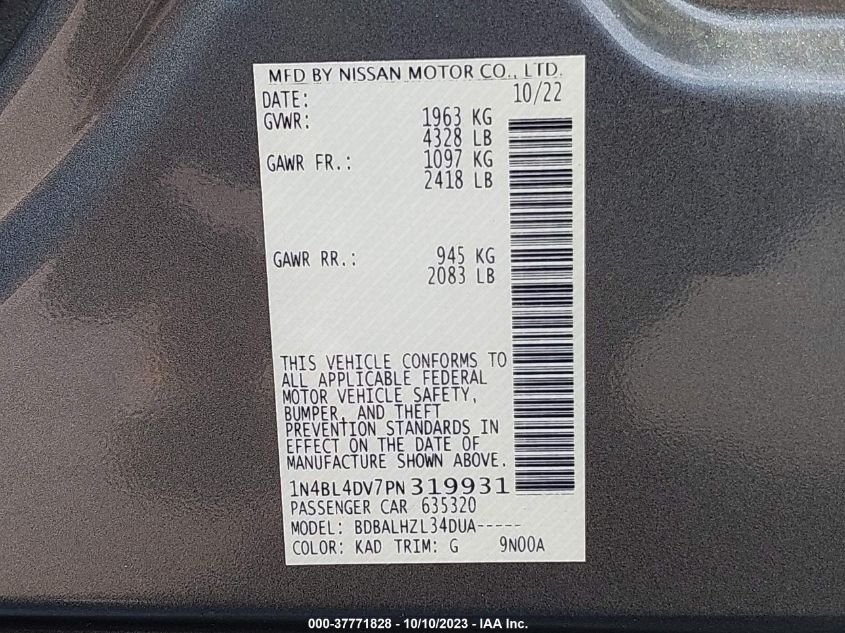 MFD BY NISSAN MOTOR CO., LTD.
DATE: 10/22
GVWR: 1963 KG
4328 LB
GAWR FR.: 1097 KG
2418 LB
GAWR RR.: 945 KG
2083 LB
THIS VEHICLE CONFORMS TO
ALL APPLICABLE FEDERAL
MOTOR VEHICLE SAFETY,
BUMPER, AND THEFT
PREVENTION STANDARDS IN
EFFECT ON THE DATE OF
MANUFACTURE SHOWN ABOVE.
1N4BL4DV7PN319931
PASSENGER CAR 635320
MODEL: BDBALHZL34DUA-----
COLOR: KAD TRIM: G 9N00A
000-37771828 - 10/10/2023 - IAA Inc.